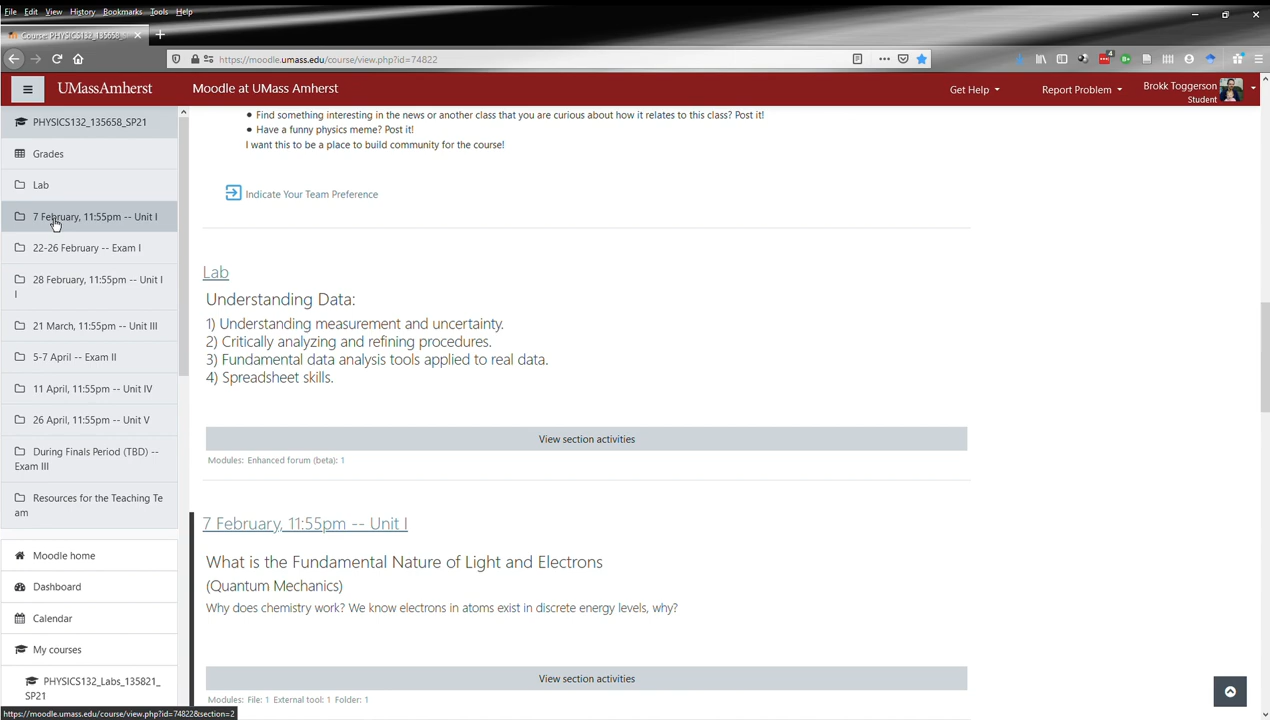 File Edit View History Bookmarks Tools Help
Course: PHYSICS132_135658_S
https://moodle.umass.edu/course/view.php?id=74822
4
UMassAmherst
Moodle at UMass Amherst
Get Help
Report Problem
Brokk Toggerson
Student
PHYSICS132_135658_SP21
Grades
Lab
7 February, 11:55pm -- Unit I
22-26 February -- Exam I
28 February, 11:55pm -- Unit I
I
21 March, 11:55pm -- Unit III
5-7 April -- Exam II
11 April, 11:55pm -- Unit IV
26 April, 11:55pm -- Unit V
During Finals Period (TBD) --
Exam III
Resources for the Teaching Te
am
Moodle home
Dashboard
Calendar
My courses
PHYSICS132_Labs_135821_
SP21
https://moodle.umass.edu/course/view.php?id=74822&section=2
• Find something interesting in the news or another class that you are curious about how it relates to this class? Post it!
• Have a funny physics meme? Post it!
I want this to be a place to build community for the course!
Indicate Your Team Preference
Lab
Understanding Data:
1) Understanding measurement and uncertainty.
2) Critically analyzing and refining procedures.
3) Fundamental data analysis tools applied to real data.
4) Spreadsheet skills.
View section activities
Modules: Enhanced forum (beta): 1
7 February, 11:55pm -- Unit I
What is the Fundamental Nature of Light and Electrons
(Quantum Mechanics)
Why does chemistry work? We know electrons in atoms exist in discrete energy levels, why?
View section activities
Modules: File: 1 External tool: 1 Folder: 1